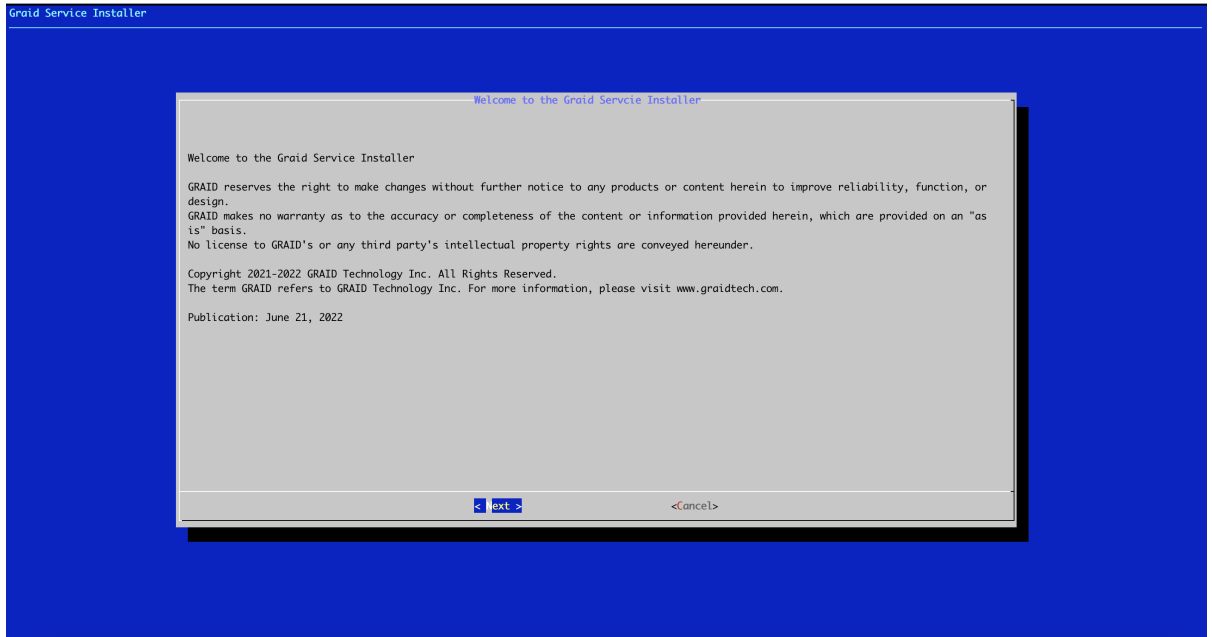 Graid Service Installer
Welcome to the Graid Servcie Installer
Welcome to the Graid Service Installer
GRAID reserves the right to make changes without further notice to any products or content herein to improve reliability, function, or
design.
GRAID makes no warranty as to the accuracy or completeness of the content or information provided herein, which are provided on an "as
is" basis.
No license to GRAID's or any third party's intellectual property rights are conveyed hereunder.
Copyright 2021-2022 GRAID Technology Inc. All Rights Reserved.
The term GRAID refers to GRAID Technology Inc. For more information, please visit www.graidtech.com.
Publication: June 21, 2022
< Next > <Cancel>